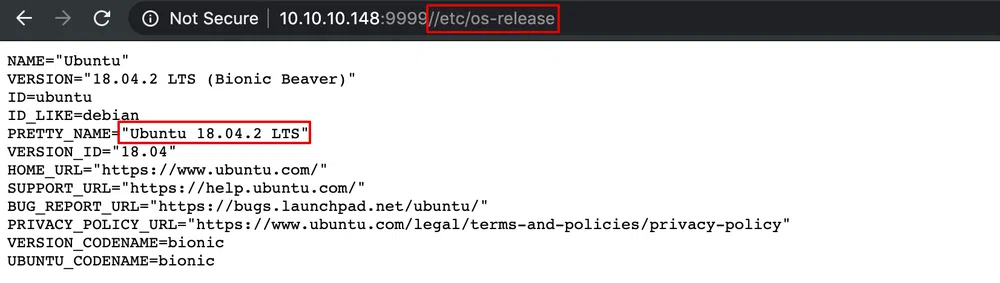 Not Secure | 10.10.10.148:9999//etc/os-release
NAME="Ubuntu"
VERSION="18.04.2 LTS (Bionic Beaver)"
ID=ubuntu
ID_LIKE=debian
PRETTY_NAME="Ubuntu 18.04.2 LTS"
VERSION_ID="18.04"
HOME_URL="https://www.ubuntu.com/"
SUPPORT_URL="https://help.ubuntu.com/"
BUG_REPORT_URL="https://bugs.launchpad.net/ubuntu/"
PRIVACY_POLICY_URL="https://www.ubuntu.com/legal/terms-and-policies/privacy-policy"
VERSION_CODENAME=bionic
UBUNTU_CODENAME=bionic